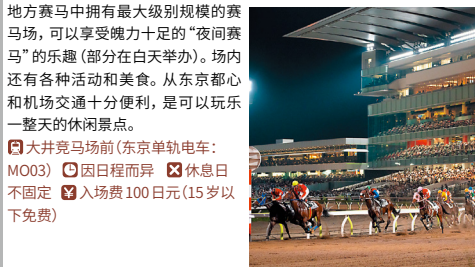 地方赛马中拥有最大级别规模的赛
马场，可以享受魄力十足的“夜间赛
马”的乐趣（部分在白天举办）。场内
还有各种活动和美食。从东京都心
和机场交通十分便利，是可以玩乐
一整天的休闲景点。
大井竞马场前（东京单轨电车：
MO03） 因日程而异 休息日
不固定 ¥ 入场费100日元（15岁以
下免费）